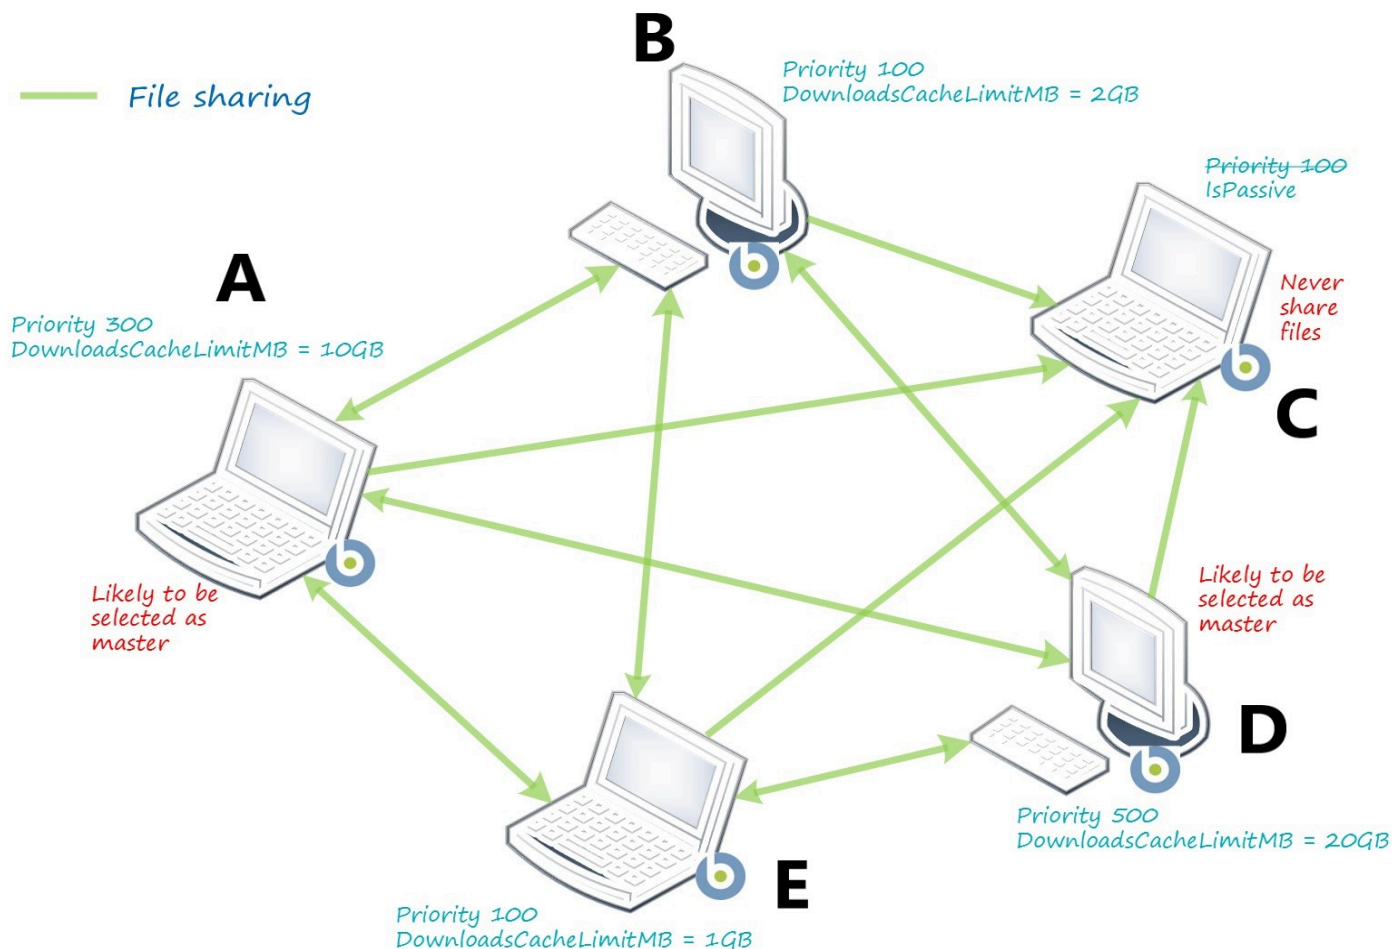 B
Priority 100
DownloadsCacheLimitMB = 2GB
File sharing
Priority 100
IsPassive
A
Never
share
files
Priority 300
DownloadsCacheLimitMB = 10GB
C
Likely to be
selected as
master
Likely to be
selected as
master
D
Priority 500
DownloadsCacheLimitMB = 20GB
E
Priority 100
DownloadsCacheLimitMB = 1GB